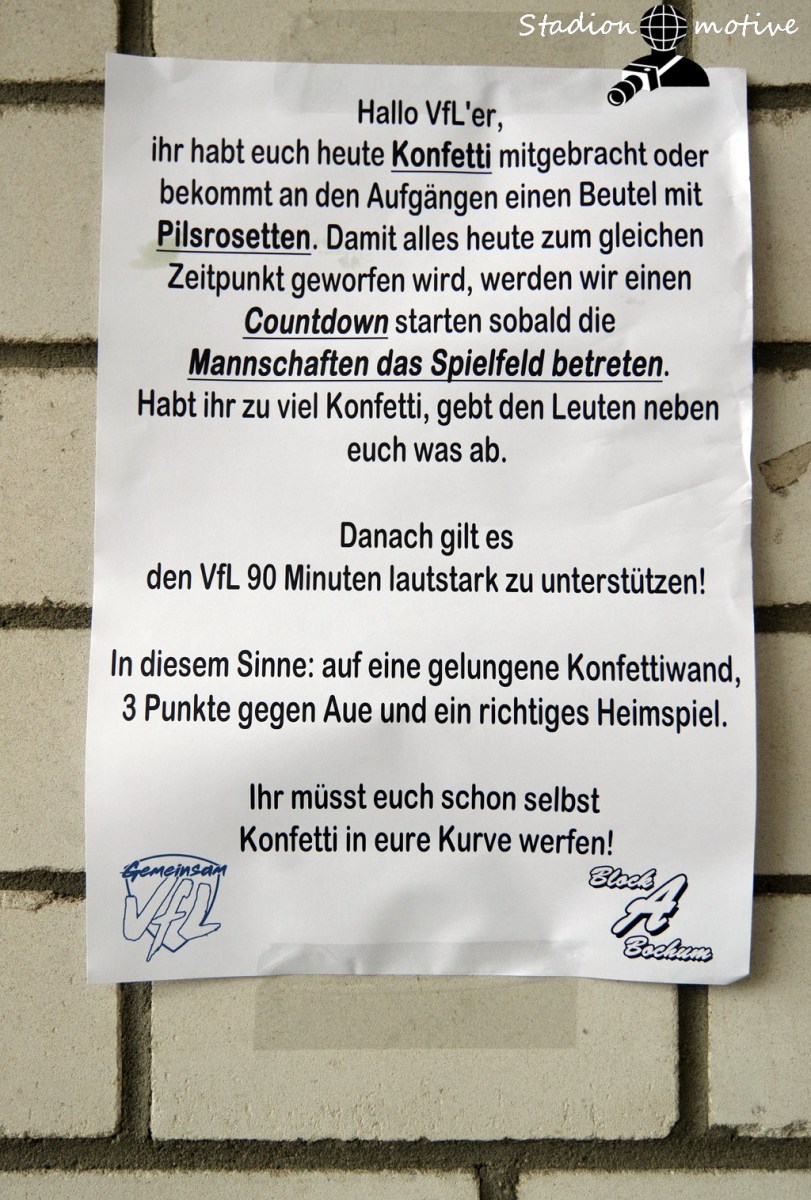 Stadion motive
Hallo VfL'er,
ihr habt euch heute Konfetti mitgebracht oder
bekommt an den Aufgängen einen Beutel mit
Pilsrosetten. Damit alles heute zum gleichen
Zeitpunkt geworfen wird, werden wir einen
Countdown starten sobald die
Mannschaften das Spielfeld betreten.
Habt ihr zu viel Konfetti, gebt den Leuten neben
euch was ab.
Danach gilt es
den VfL 90 Minuten lautstark zu unterstützen!
In diesem Sinne: auf eine gelungene Konfettiwand,
3 Punkte gegen Aue und ein richtiges Heimspiel.
Ihr müsst euch schon selbst
Konfetti in eure Kurve werfen!
Gemeinsam
VfL
Block
A
Bochum